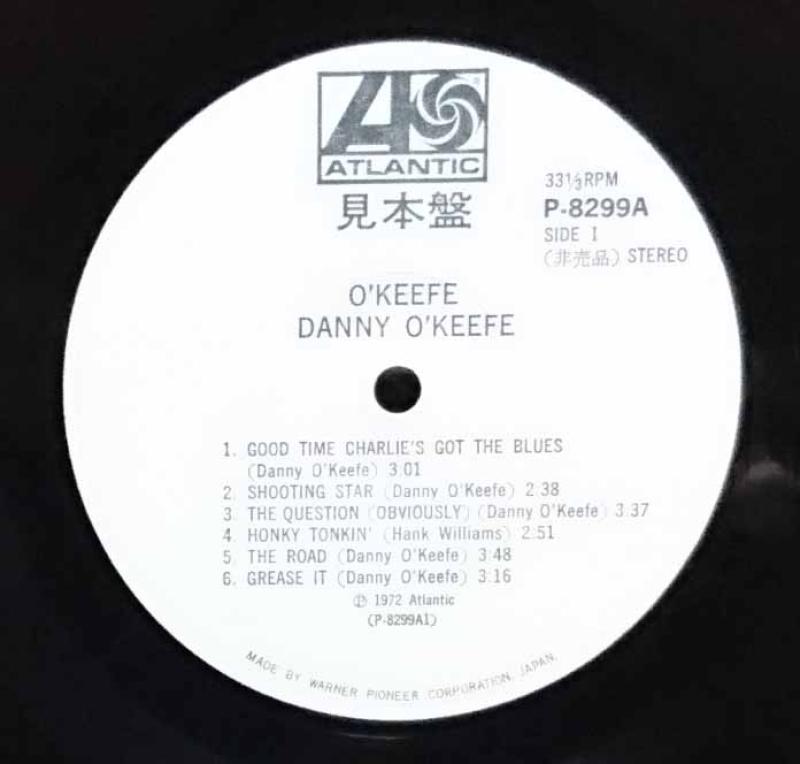 ATLANTIC
見本盤
33⅓RPM
P-8299A
SIDE I
(非売品) STEREO
O'KEEFE
DANNY O'KEEFE
1. GOOD TIME CHARLIE'S GOT THE BLUES
(Danny O'Keefe) 3:01
2. SHOOTING STAR (Danny O'Keefe) 2:38
3. THE QUESTION (OBVIOUSLY) (Danny O'Keefe) 3:37
4. HONKY TONKIN' (Hank Williams) 2:51
5. THE ROAD (Danny O'Keefe) 3:48
6. GREASE IT (Danny O'Keefe) 3:16
℗ 1972 Atlantic
(P-8299A1)
MADE BY WARNER PIONEER CORPORATION, JAPAN.